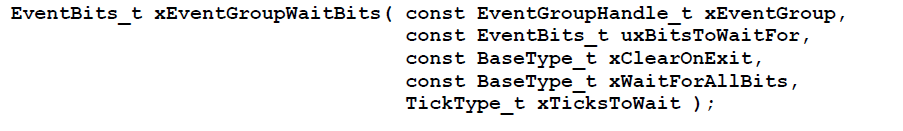 EventBits_t xEventGroupWaitBits( const EventGroupHandle_t xEventGroup,
const EventBits_t uxBitsToWaitFor,
const BaseType_t xClearOnExit,
const BaseType_t xWaitForAllBits,
TickType_t xTicksToWait );